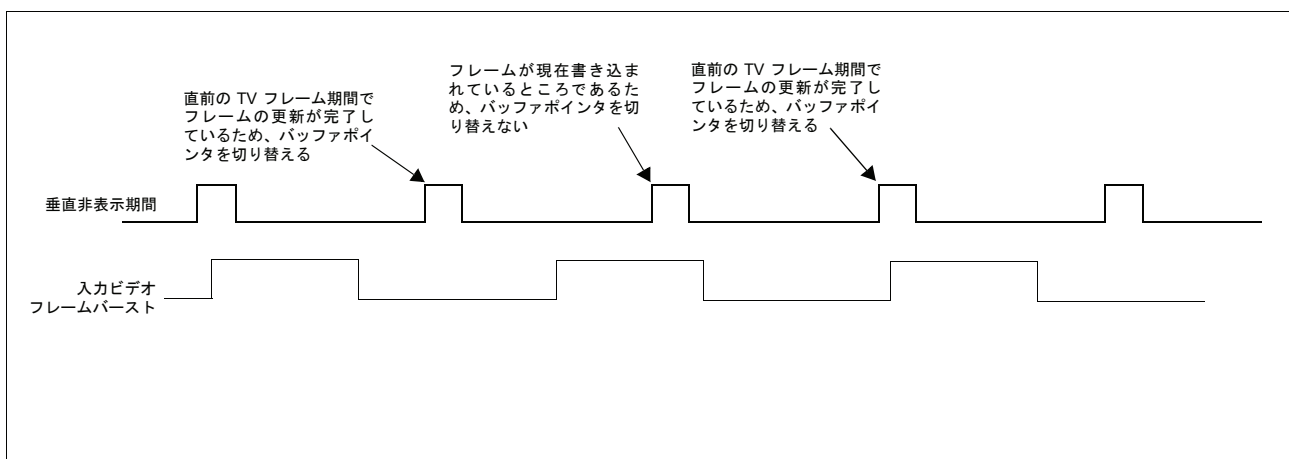 直前の TV フレーム期間で
フレームの更新が完了し
ているため、バッファポイ
ンタを切り替える
フレームが現在書き込ま
れているところであるた
め、バッファポインタを切
り替えない
直前の TV フレーム期間で
フレームの更新が完了し
ているため、バッファポイ
ンタを切り替える
垂直非表示期間
入力ビデオ
フレームバースト